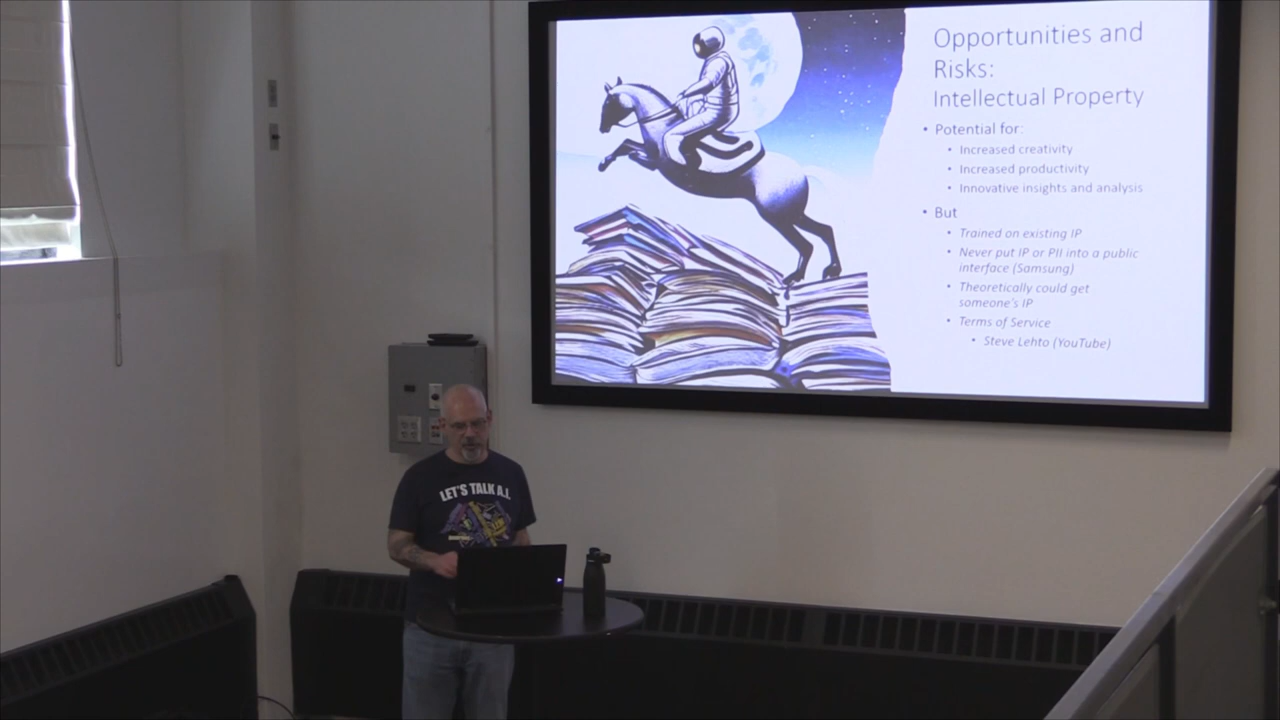 Opportunities and
Risks:
Intellectual Property
• Potential for:
• Increased creativity
• Increased productivity
• Innovative insights and analysis
• But
• Trained on existing IP
• Never put IP or PII into a public
interface (Samsung)
• Theoretically could get
someone's IP
• Terms of Service
• Steve Lehto (YouTube)
LET'S TALK A.I.